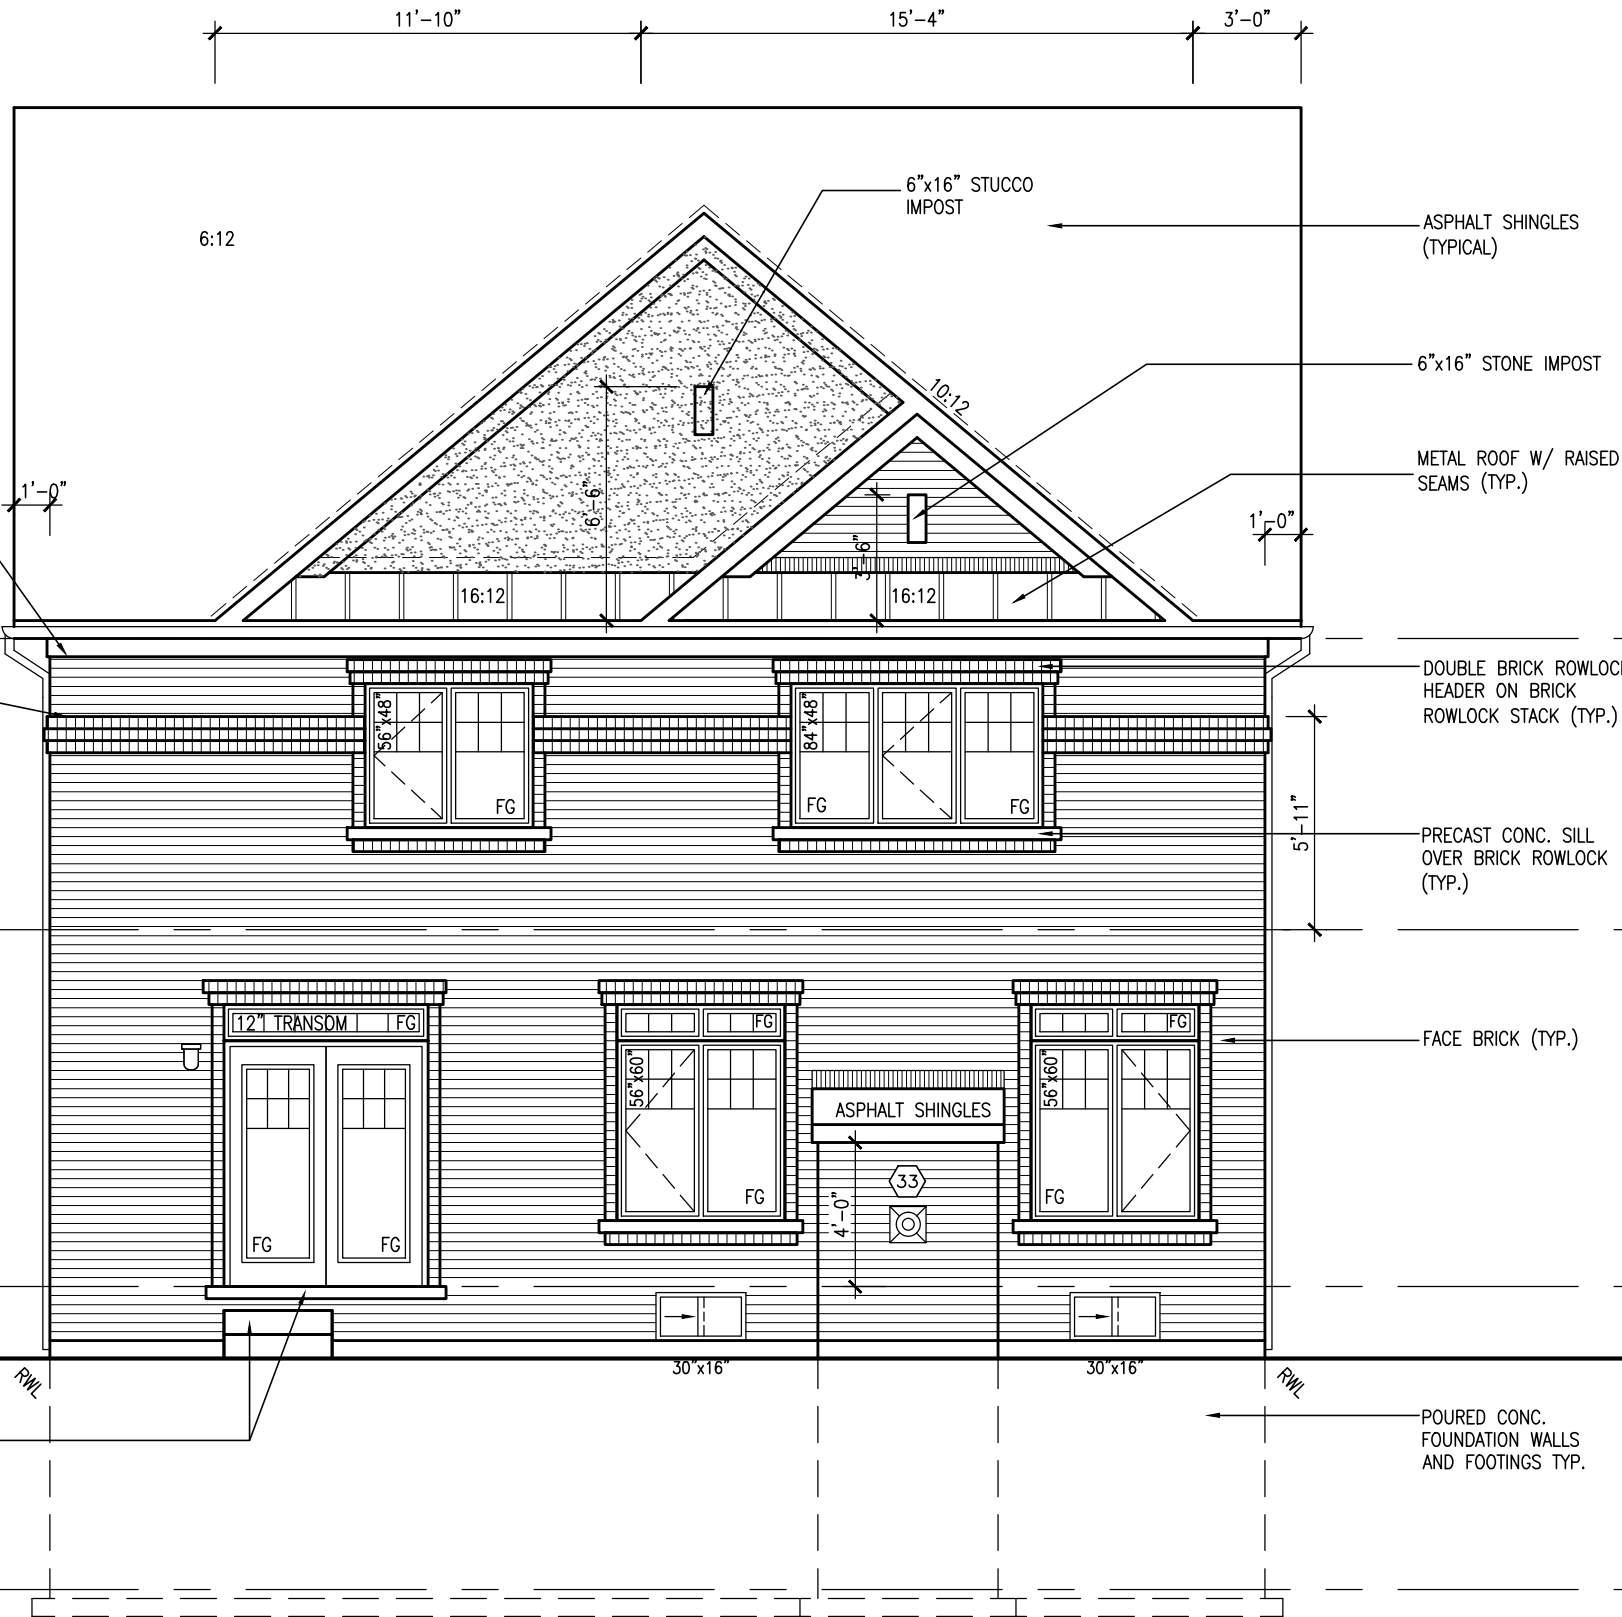 11'-10"
15'-4"
3'-0"
6"x16" STUCCO
IMPOST
ASPHALT SHINGLES
(TYPICAL)
6:12
6"x16" STONE IMPOST
10:12
METAL ROOF W/ RAISED
SEAMS (TYP.)
1'-0"
6'-6"
1'-0"
3'-6"
16:12
16:12
DOUBLE BRICK ROWLOCK
HEADER ON BRICK
ROWLOCK STACK (TYP.)
56"x48"
84"x48"
FG
FG
FG
5'-11"
PRECAST CONC. SILL
OVER BRICK ROWLOCK
(TYP.)
12" TRANSOM
FG
FG
FG
FACE BRICK (TYP.)
56"x60"
56"x60"
ASPHALT SHINGLES
33
FG
FG
4'-0"
FG
FG
30"x16"
30"x16"
RWL
RWL
POURED CONC.
FOUNDATION WALLS
AND FOOTINGS TYP.